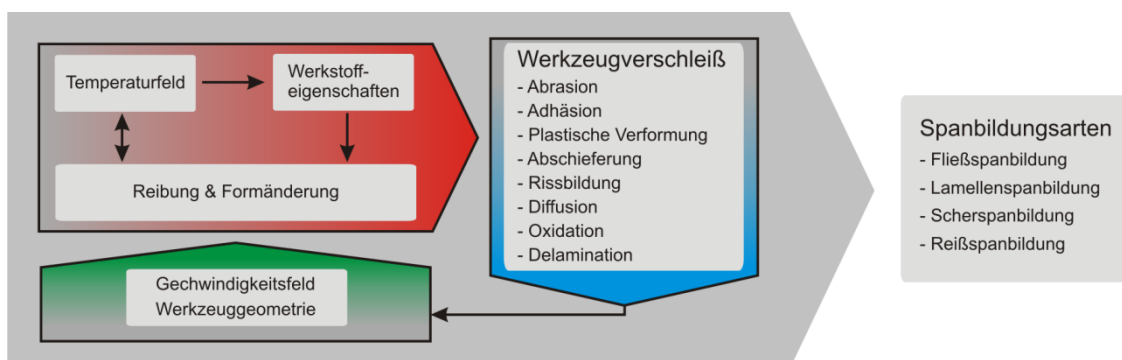 Temperaturfeld
Werkstoff-
eigenschaften
Reibung & Formänderung
Gechwindigkeitsfeld
Werkzeuggeometrie
Werkzeugverschleiß
- Abrasion
- Adhäsion
- Plastische Verformung
- Abschieferung
- Rissbildung
- Diffusion
- Oxidation
- Delamination
Spanbildungsarten
- Fließspanbildung
- Lamellenspanbildung
- Scherspanbildung
- Reißspanbildung